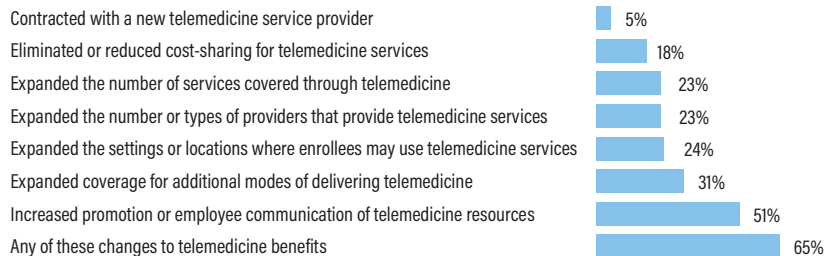 Contracted with a new telemedicine service provider 5%
Eliminated or reduced cost-sharing for telemedicine services 18%
Expanded the number of services covered through telemedicine 23%
Expanded the number or types of providers that provide telemedicine services 23%
Expanded the settings or locations where enrollees may use telemedicine services 24%
Expanded coverage for additional modes of delivering telemedicine 31%
Increased promotion or employee communication of telemedicine resources 51%
Any of these changes to telemedicine benefits 65%